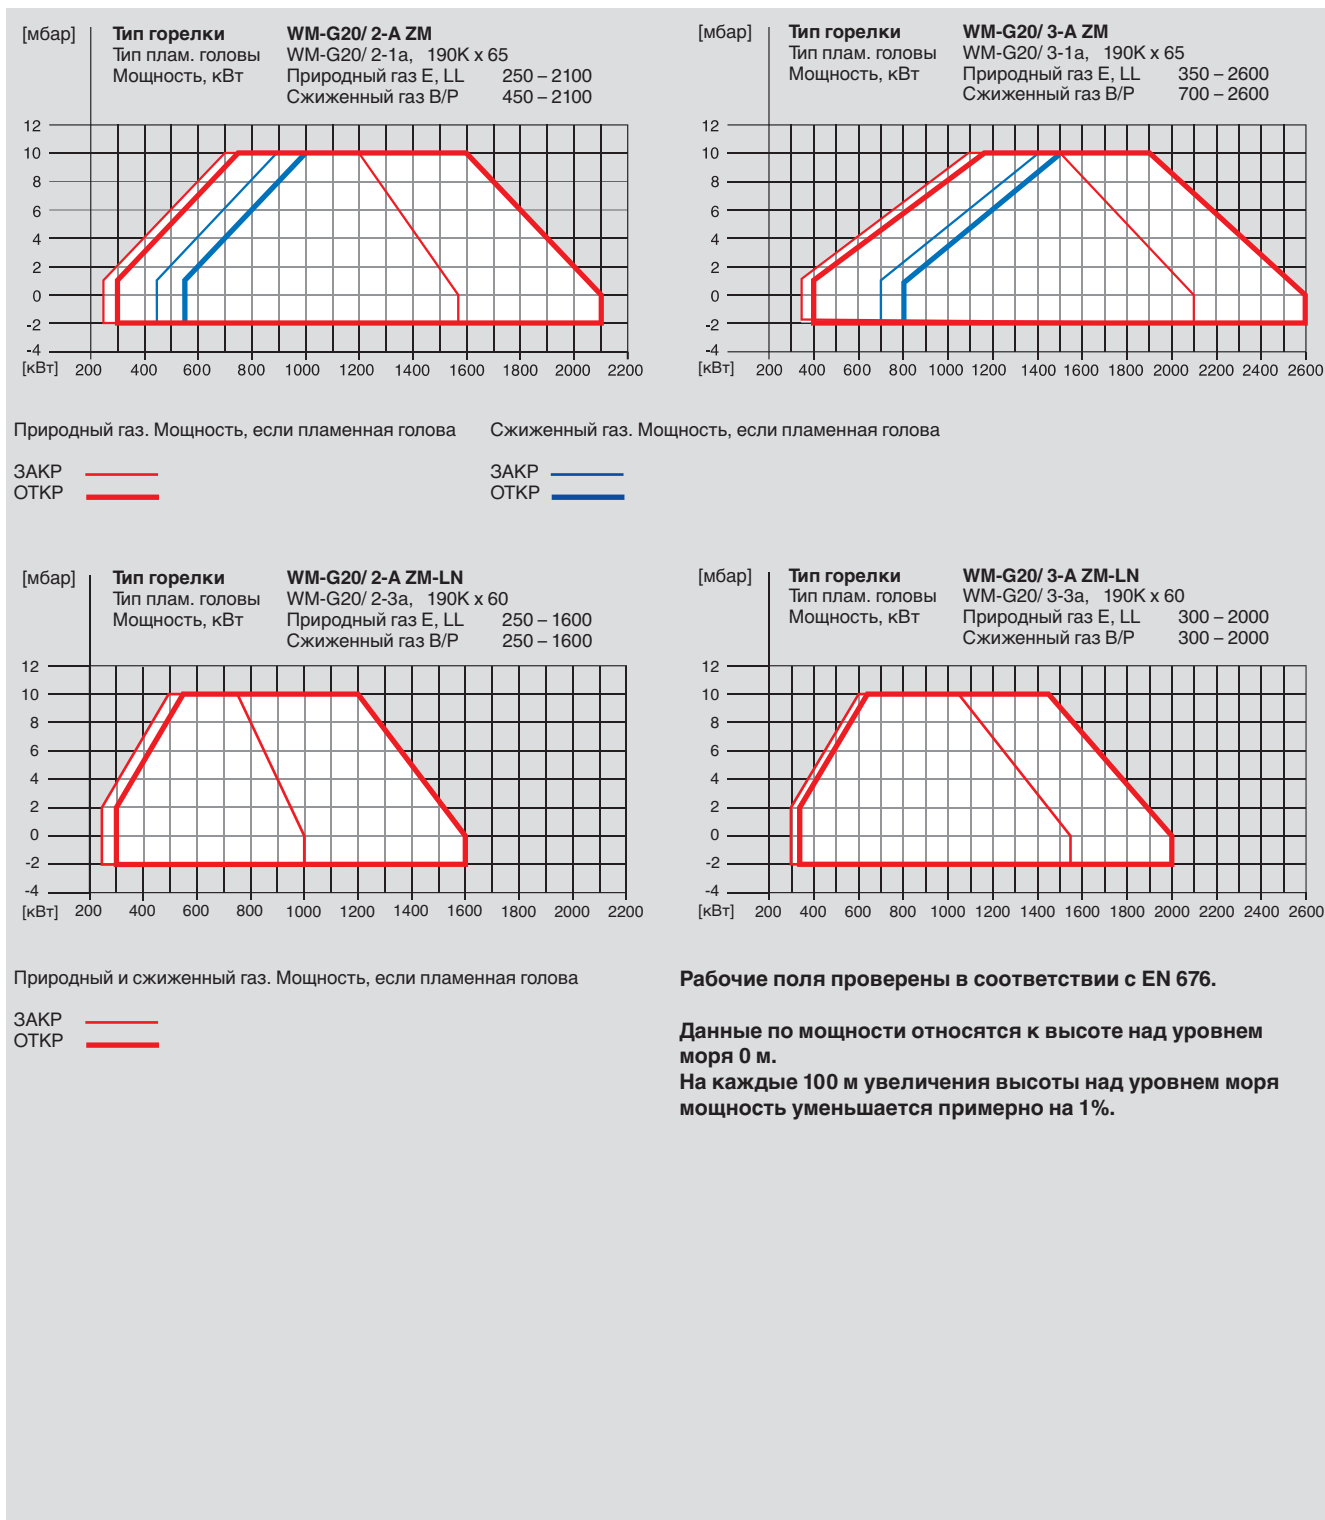 [мбар]
Тип горелки WM-G20/ 2-A ZM
Тип плам. головы WM-G20/ 2-1a, 190K x 65
Мощность, кВт Природный газ E, LL 250 – 2100
Сжиженный газ B/P 450 – 2100
12
10
8
6
4
2
0
-2
-4
[кВт] 200 400 600 800 1000 1200 1400 1600 1800 2000 2200
[мбар]
Тип горелки WM-G20/ 3-A ZM
Тип плам. головы WM-G20/ 3-1a, 190K x 65
Мощность, кВт Природный газ E, LL 350 – 2600
Сжиженный газ B/P 700 – 2600
12
10
8
6
4
2
0
-2
-4
[кВт] 200 400 600 800 1000 1200 1400 1600 1800 2000 2200 2400 2600
Природный газ. Мощность, если пламенная голова
ЗАКР
ОТКР
Сжиженный газ. Мощность, если пламенная голова
ЗАКР
ОТКР
[мбар]
Тип горелки WM-G20/ 2-A ZM-LN
Тип плам. головы WM-G20/ 2-3a, 190K x 60
Мощность, кВт Природный газ E, LL 250 – 1600
Сжиженный газ B/P 250 – 1600
12
10
8
6
4
2
0
-2
-4
[кВт] 200 400 600 800 1000 1200 1400 1600 1800 2000 2200
[мбар]
Тип горелки WM-G20/ 3-A ZM-LN
Тип плам. головы WM-G20/ 3-3a, 190K x 60
Мощность, кВт Природный газ E, LL 300 – 2000
Сжиженный газ B/P 300 – 2000
12
10
8
6
4
2
0
-2
-4
[кВт] 200 400 600 800 1000 1200 1400 1600 1800 2000 2200 2400 2600
Природный и сжиженный газ. Мощность, если пламенная голова
ЗАКР
ОТКР
Рабочие поля проверены в соответствии с EN 676.
Данные по мощности относятся к высоте над уровнем
моря 0 м.
На каждые 100 м увеличения высоты над уровнем моря
мощность уменьшается примерно на 1%.